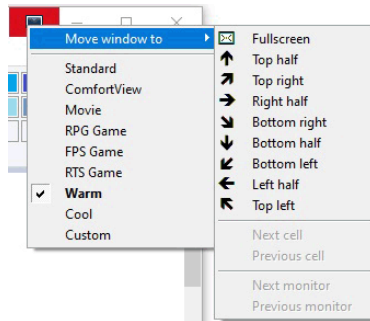 Move window to
Standard
ComfortView
Movie
RPG Game
FPS Game
RTS Game
Warm
Cool
Custom
Fullscreen
Top half
Top right
Right half
Bottom right
Bottom half
Bottom left
Left half
Top left
Next cell
Previous cell
Next monitor
Previous monitor